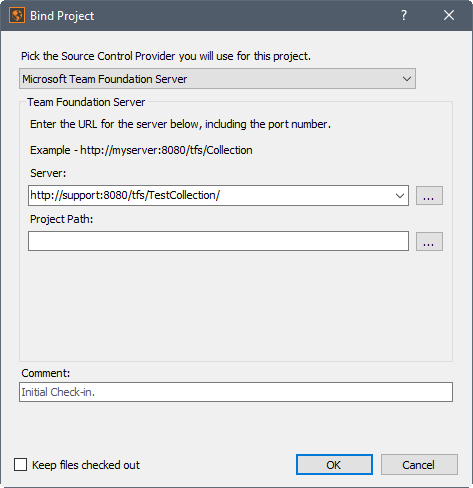 Bind Project
?
Pick the Source Control Provider you will use for this project.
Microsoft Team Foundation Server
Team Foundation Server
Enter the URL for the server below, including the port number.
Example - http://myserver:8080/tfs/Collection
Server:
http://support:8080/tfs/TestCollection/
...
Project Path:
...
Comment:
Initial Check-in.
Keep files checked out
OK
Cancel